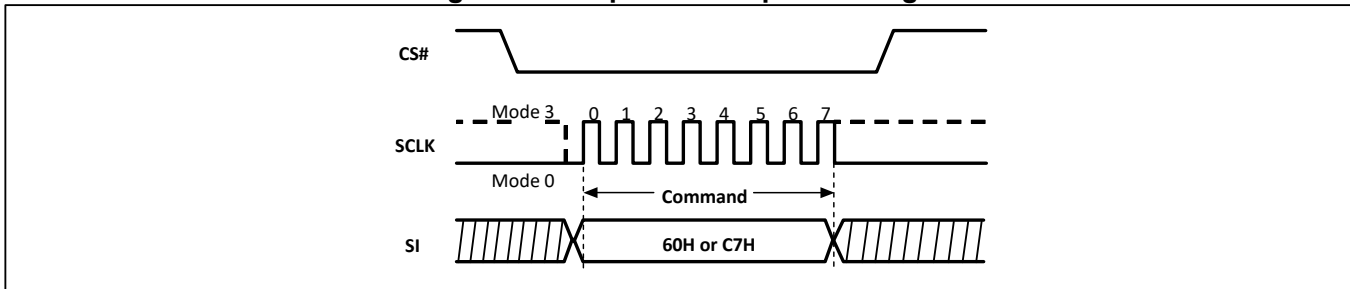 CS#
Mode 3 0 1 2 3 4 5 6 7
SCLK
Mode 0
Command
SI
60H or C7H